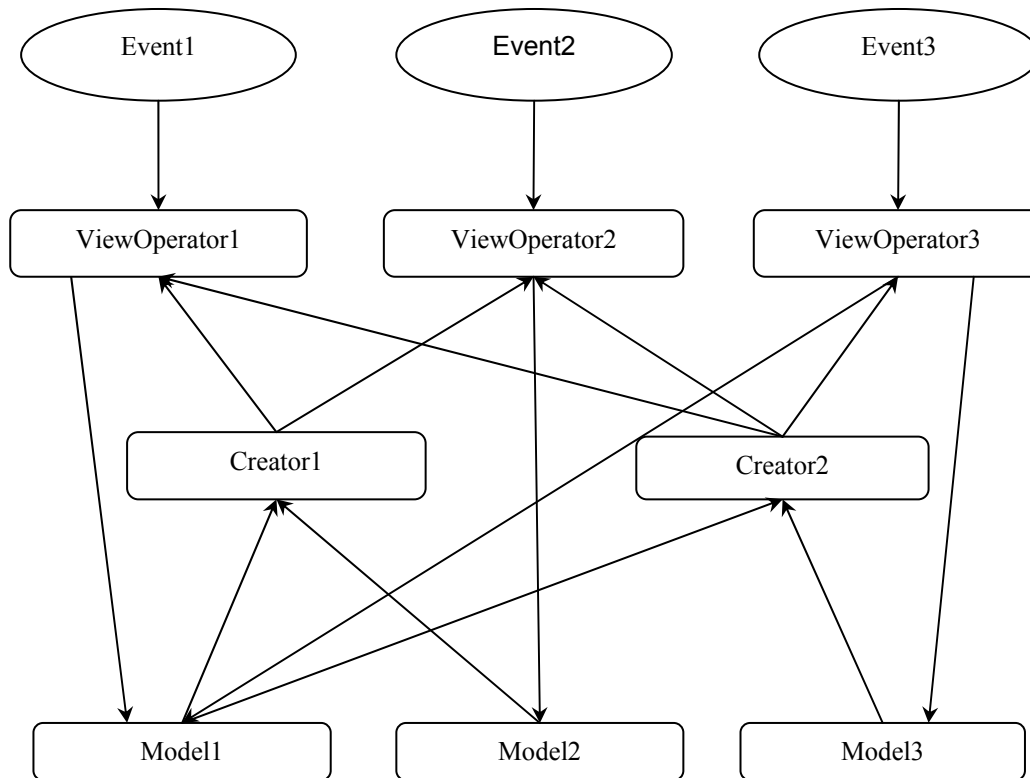 Event1
Event2
Event3
ViewOperator1
ViewOperator2
ViewOperator3
Creator1
Creator2
Model1
Model2
Model3